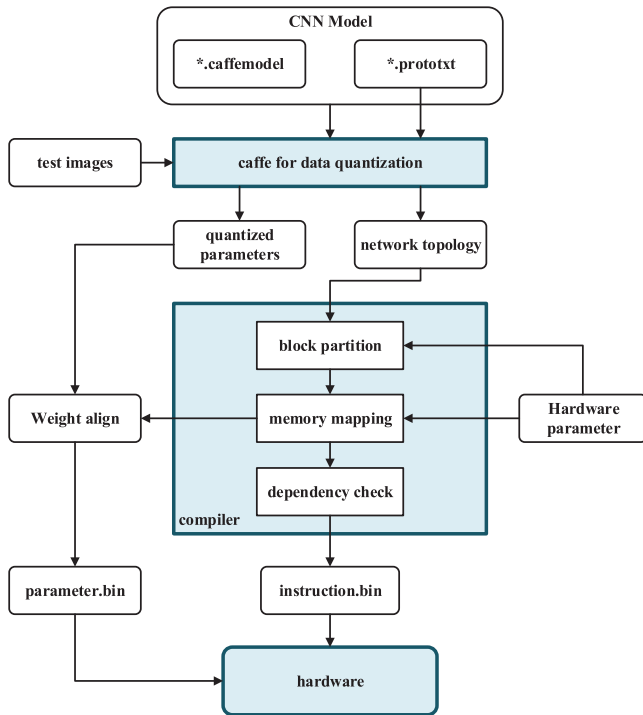 CNN Model
*.caffemodel
*.prototxt
test images
caffe for data quantization
quantized
parameters
network topology
block partition
Weight align
memory mapping
Hardware
parameter
dependency check
compiler
parameter.bin
instruction.bin
hardware